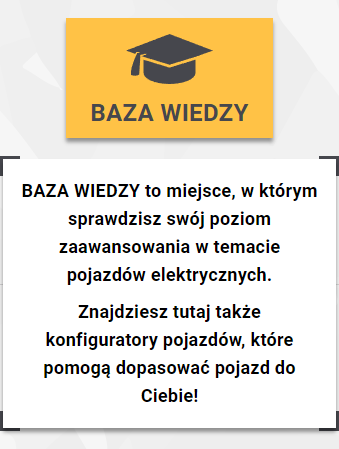 BAZA WIEDZY
BAZA WIEDZY to miejsce, w którym
sprawdzisz swój poziom
zaawansowania w temacie
pojazdów elektrycznych.
Znajdziesz tutaj także
konfiguratory pojazdów, które
pomogą dopasować pojazd do
Ciebie!